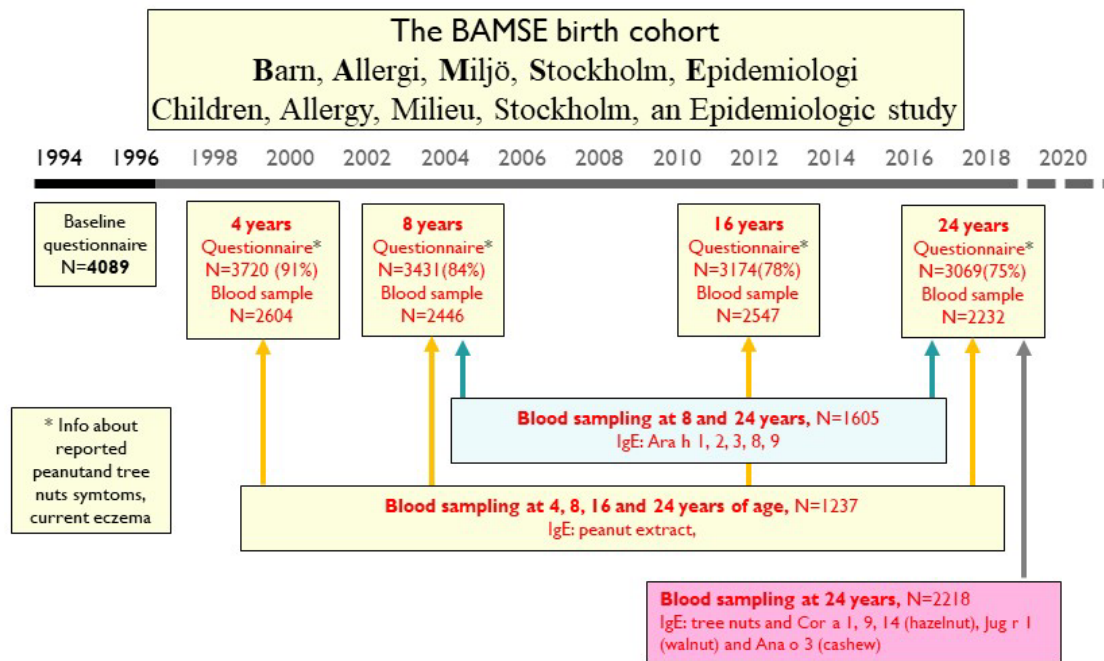 The BAMSE birth cohort
Barn, Allergi, Miljö, Stockholm, Epidemiologi
Children, Allergy, Milieu, Stockholm, an Epidemiologic study
1994 1996 1998 2000 2002 2004 2006 2008 2010 2012 2014 2016 2018 2020
Baseline
questionnaire
N=4089
4 years
Questionnaire*
N=3720 (91%)
Blood sample
N=2604
8 years
Questionnaire*
N=3431(84%)
Blood sample
N=2446
16 years
Questionnaire*
N=3174(78%)
Blood sample
N=2547
24 years
Questionnaire*
N=3069(75%)
Blood sample
N=2232
* Info about
reported
peanutand tree
nuts symtoms,
current eczema
Blood sampling at 8 and 24 years, N=1605
IgE: Ara h 1, 2, 3, 8, 9
Blood sampling at 4, 8, 16 and 24 years of age, N=1237
IgE: peanut extract,
Blood sampling at 24 years, N=2218
IgE: tree nuts and Cor a 1, 9, 14 (hazelnut), Jug r 1
(walnut) and Ana o 3 (cashew)